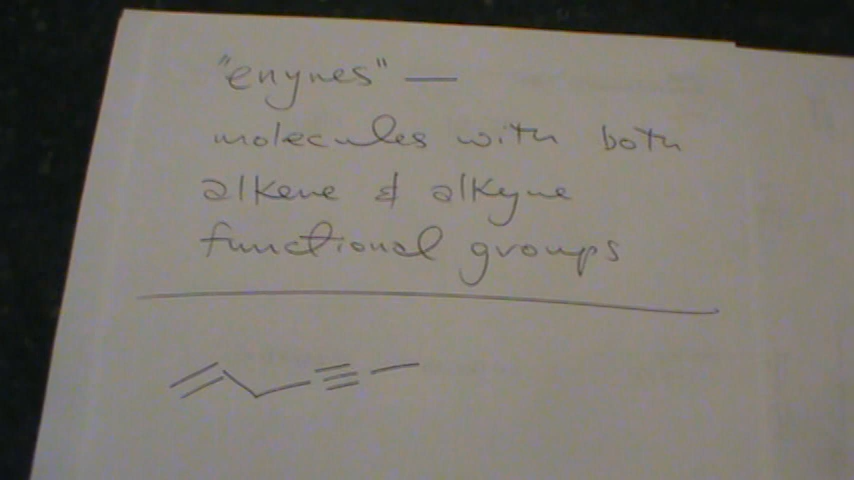 "enynes" —
molecules with both
alkene & alkyne
functional groups